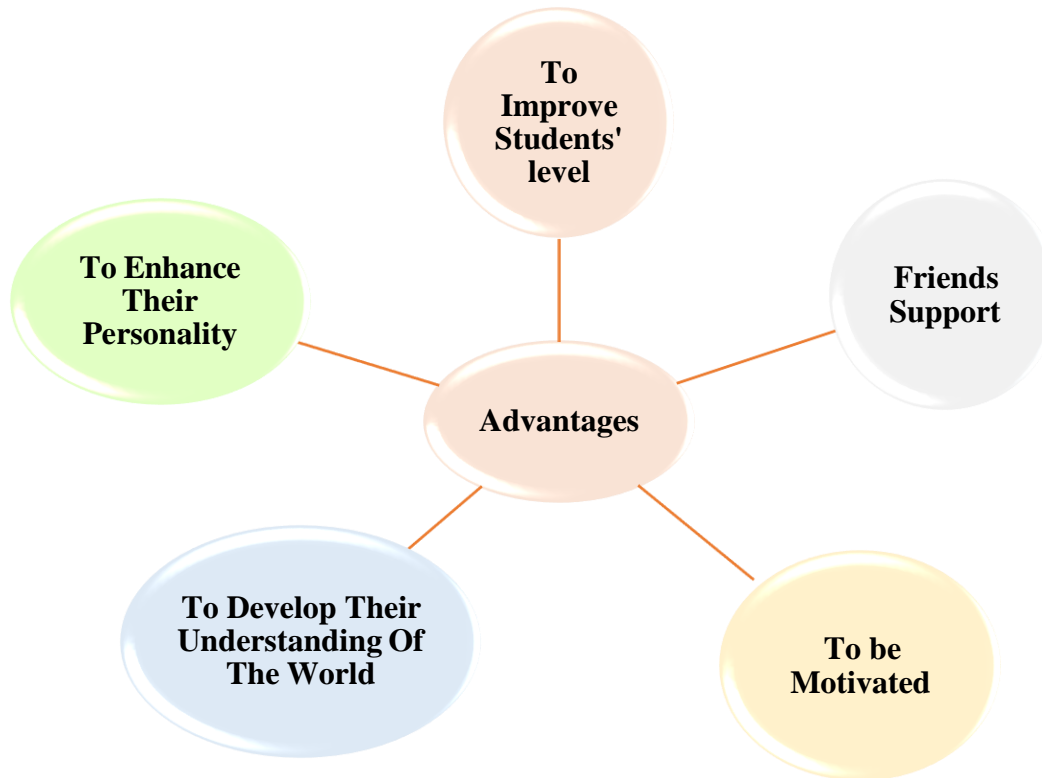 To
Improve
Students'
level
Friends
Support
To Enhance
Their
Personality
Advantages
To Develop Their
Understanding Of
The World
To be
Motivated